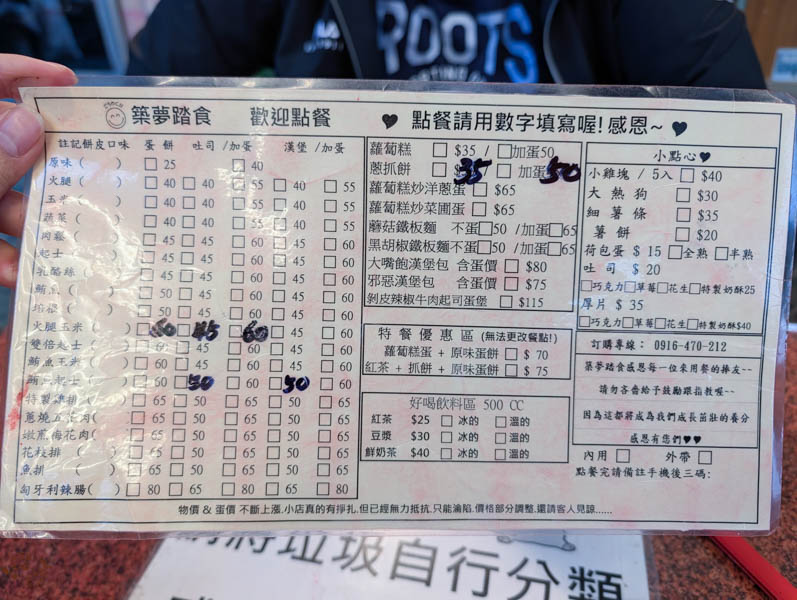 築夢踏食 歡迎點餐 ♥ 點餐請用數字填寫喔! 感恩~ ♥
註記餅皮口味 蛋餅 吐司 /加蛋 漢堡 /加蛋
原味( ) □ 25 □ 40
火腿( ) □ 40 □ 40 □ 55 □ 40 □ 55
玉米( ) □ 40 □ 40 □ 55 □ 40 □ 55
蔬菜( ) □ 40 □ 40 □ 55 □ 40 □ 55
肉鬆( ) □ 45 □ 45 □ 60 □ 45 □ 60
起士( ) □ 45 □ 45 □ 60 □ 45 □ 60
乳酪絲( ) □ 45 □ 45 □ 60 □ 45 □ 60
鮪魚( ) □ 50 □ 45 □ 60 □ 45 □ 60
培根( ) □ 50 □ 45 □ 60 □ 45 □ 60
火腿玉米( ) □ 50 □ 45 □ 60 □ 45 □ 60
雙倍起士( )
鮪魚玉米( )
鮪魚起士( ) 50 50
特製豬排( ) □ 65 □ 50 □ 65 □ 50 □ 65
蔥燒五花肉( ) □ 65 □ 50 □ 65 □ 50 □ 65
梅花肉( ) □ 65 □ 50 □ 65 □ 50 □ 65
花枝排( ) □ 65 □ 50 □ 65 □ 50 □ 65
魚排( ) □ 65 □ 50 □ 65 □ 50 □ 65
匈牙利辣腸( ) □ 80 □ 65 □ 80 □ 65 □ 80
蘿蔔糕 □ $35 / □加蛋50
蔥抓餅 □ 35 加蛋50
蘿蔔糕炒洋蔥蛋 □ $65
蘿蔔糕炒菜圃蛋 □ $65
蘑菇鐵板麵 不蛋□50 /加蛋□65
黑胡椒鐵板麵不蛋□50 /加蛋□65
大嘴飽漢堡包 含蛋價 □ $80
邪惡漢堡包 含蛋價 □ $75
剝皮辣椒牛肉起司蛋堡 □ $115
特餐優惠區 (無法更改餐點!)
蘿蔔糕蛋 + 原味蛋餅 □ $ 70
紅茶 + 抓餅 + 原味蛋餅 □ $ 75
好喝飲料區 500 CC
紅茶 $25 □ 冰的 □ 溫的
豆漿 $30 □ 冰的 □ 溫的
鮮奶茶 $40 □ 冰的 □ 溫的
小點心♥
小雞塊 / 5入 □ $40
大熱狗 □ $30
細薯條 □ $35
薯餅 □ $20
荷包蛋 $ 15 □全熟 □半熟
吐司 $ 20
□巧克力□草莓□花生□特製奶酥25
厚片 $ 35
□巧克力□草莓□花生□特製奶酥$40
訂購專線: 0916-470-212
築夢踏食感恩每一位來用餐的捧友~~
請勿吝嗇給予鼓勵跟指教喔~~
因為這都將成為我們成長茁壯的養分
感恩有您們♥♥
內用 □ 外帶 □
點餐完請備註手機後三碼:
物價 & 蛋價 不斷上漲.小店真的有掙扎.但已經無力抵抗.只能淪陷.價格部分調整.還請客人見諒......
ROOTS
請將垃圾自行分類